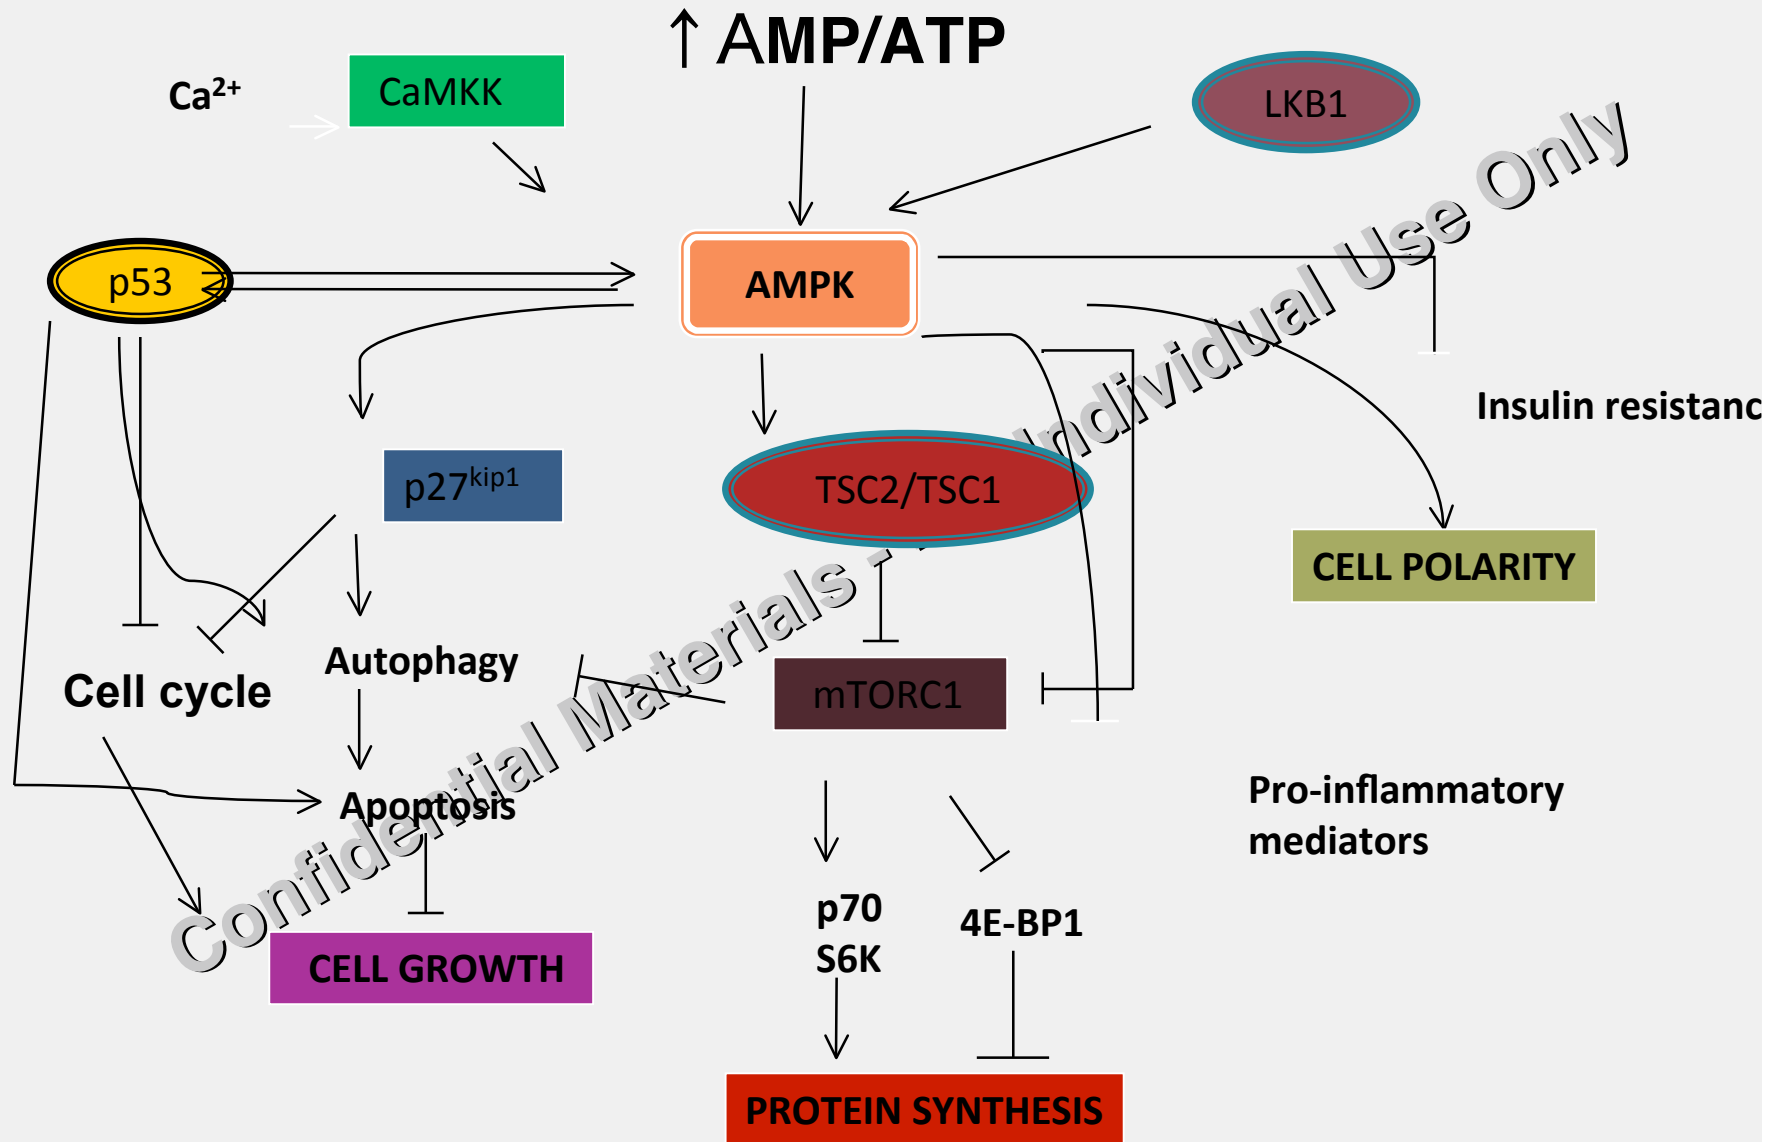 ↑ AMP/ATP
Ca²⁺
CaMKK
LKB1
p53
AMPK
Insulin resistanc
p27ᵏⁱᵖ¹
TSC2/TSC1
CELL POLARITY
Autophagy
Cell cycle
mTORC1
Apoptosis
Pro-inflammatory
mediators
p70
S6K
4E-BP1
CELL GROWTH
PROTEIN SYNTHESIS
Confidential Materials - Individual Use Only